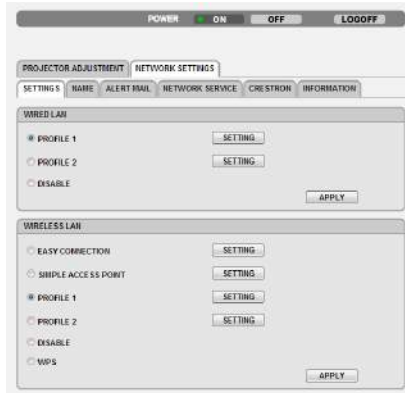 POWER ON OFF LOGOFF
PROJECTOR ADJUSTMENT NETWORK SETTINGS
SETTINGS NAME ALERT MAIL NETWORK SERVICE CRESTRON INFORMATION
WIRED LAN
PROFILE 1 SETTING
PROFILE 2 SETTING
DISABLE
APPLY
WIRELESS LAN
EASY CONNECTION SETTING
SIMPLE ACCESS POINT SETTING
PROFILE 1 SETTING
PROFILE 2 SETTING
DISABLE
WPS
APPLY